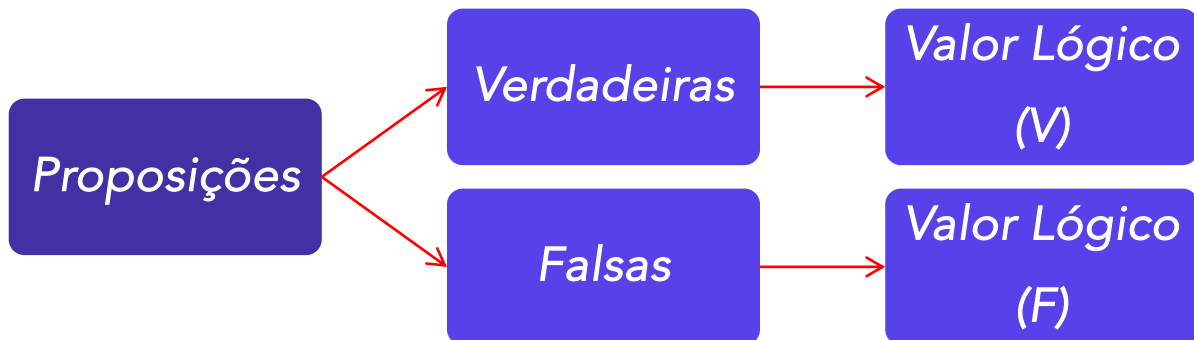 Proposições
Verdadeiras
Valor Lógico
(V)
Falsas
Valor Lógico
(F)